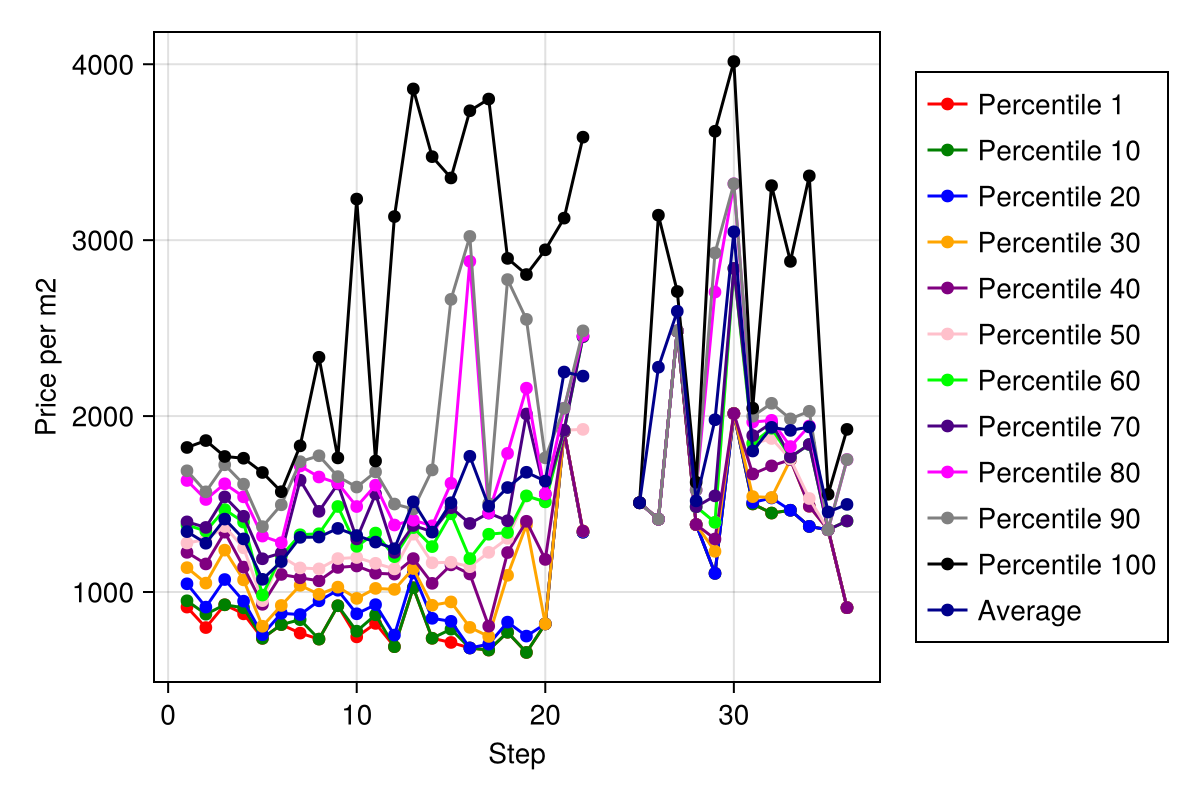 4000
3000
2000
1000
Price per m2
0 10 20 30
Step
Percentile 1
Percentile 10
Percentile 20
Percentile 30
Percentile 40
Percentile 50
Percentile 60
Percentile 70
Percentile 80
Percentile 90
Percentile 100
Average